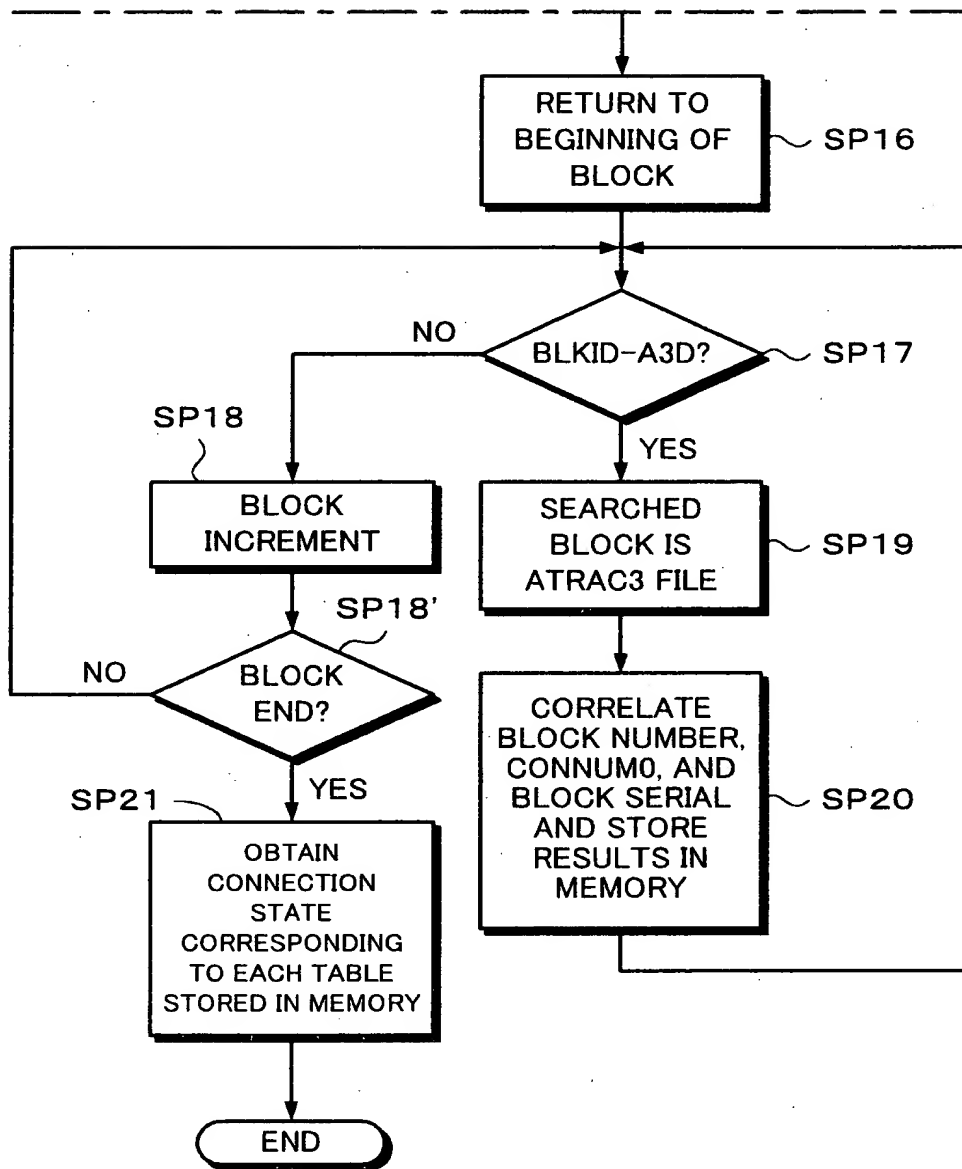 RETURN TO
BEGINNING OF
BLOCK
SP16
NO
BLKID-A3D?
SP17
SP18
YES
BLOCK
INCREMENT
SEARCHED
BLOCK IS
ATRAC3 FILE
SP19
SP18'
NO
BLOCK
END?
CORRELATE
BLOCK NUMBER,
CONNUM0, AND
BLOCK SERIAL
AND STORE
RESULTS IN
MEMORY
SP20
YES
SP21
OBTAIN
CONNECTION
STATE
CORRESPONDING
TO EACH TABLE
STORED IN MEMORY
END